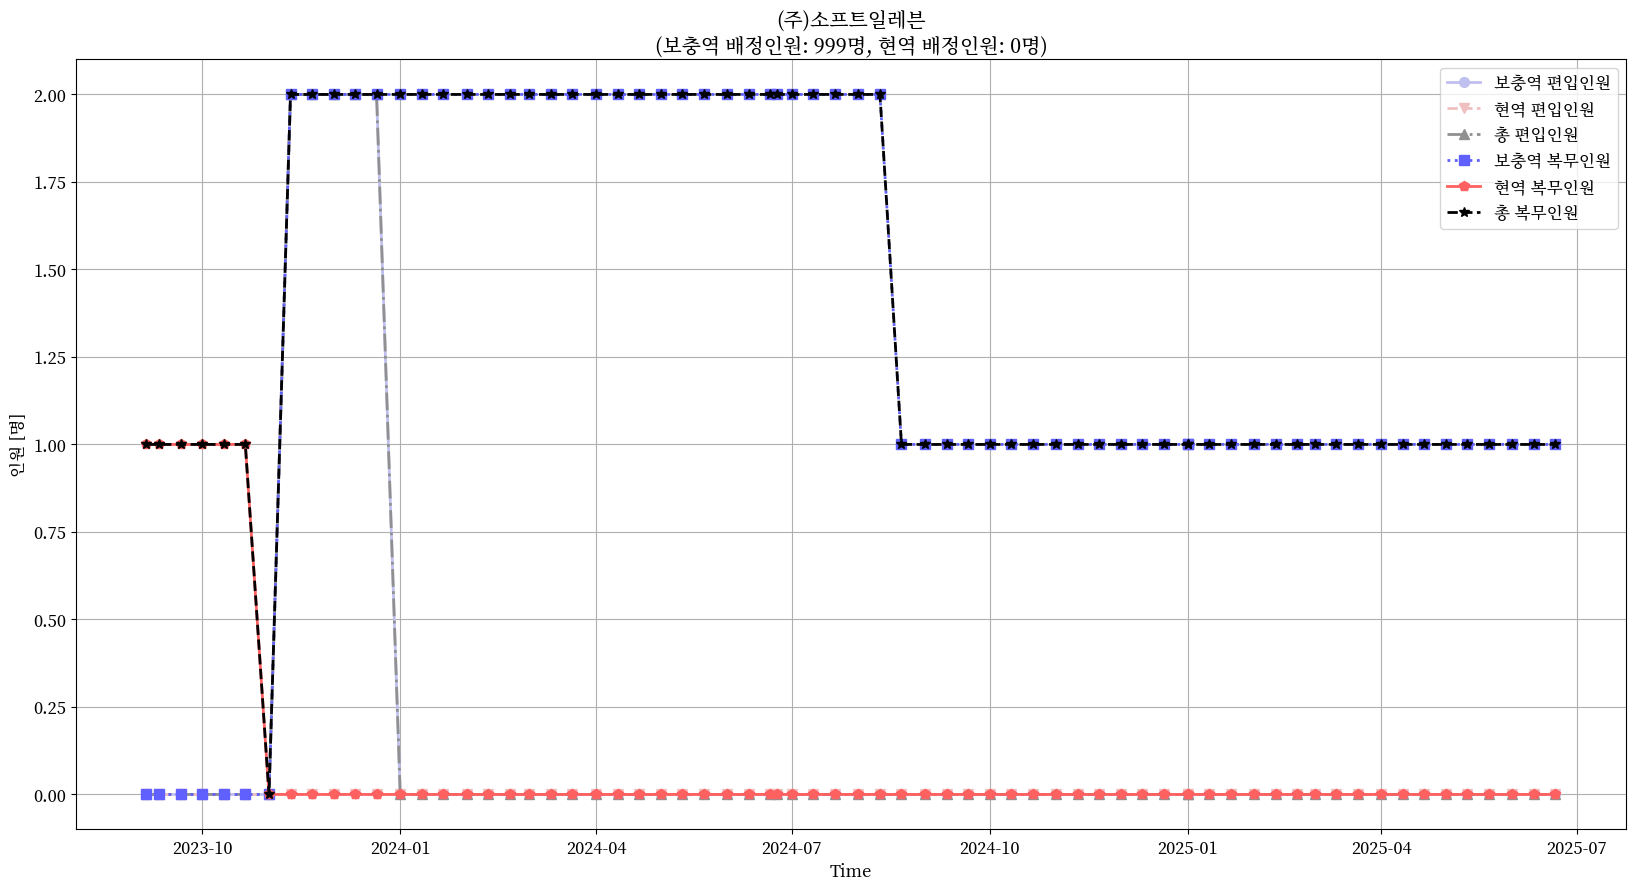 (주)소프트일레븐
(보충역 배정인원: 999명, 현역 배정인원: 0명)
보충역 편입인원
현역 편입인원
총 편입인원
보충역 복무인원
현역 복무인원
총 복무인원
인원 [명]
2.00
1.75
1.50
1.25
1.00
0.75
0.50
0.25
0.00
2023-10
2024-01
2024-04
2024-07
2024-10
2025-01
2025-04
2025-07
Time